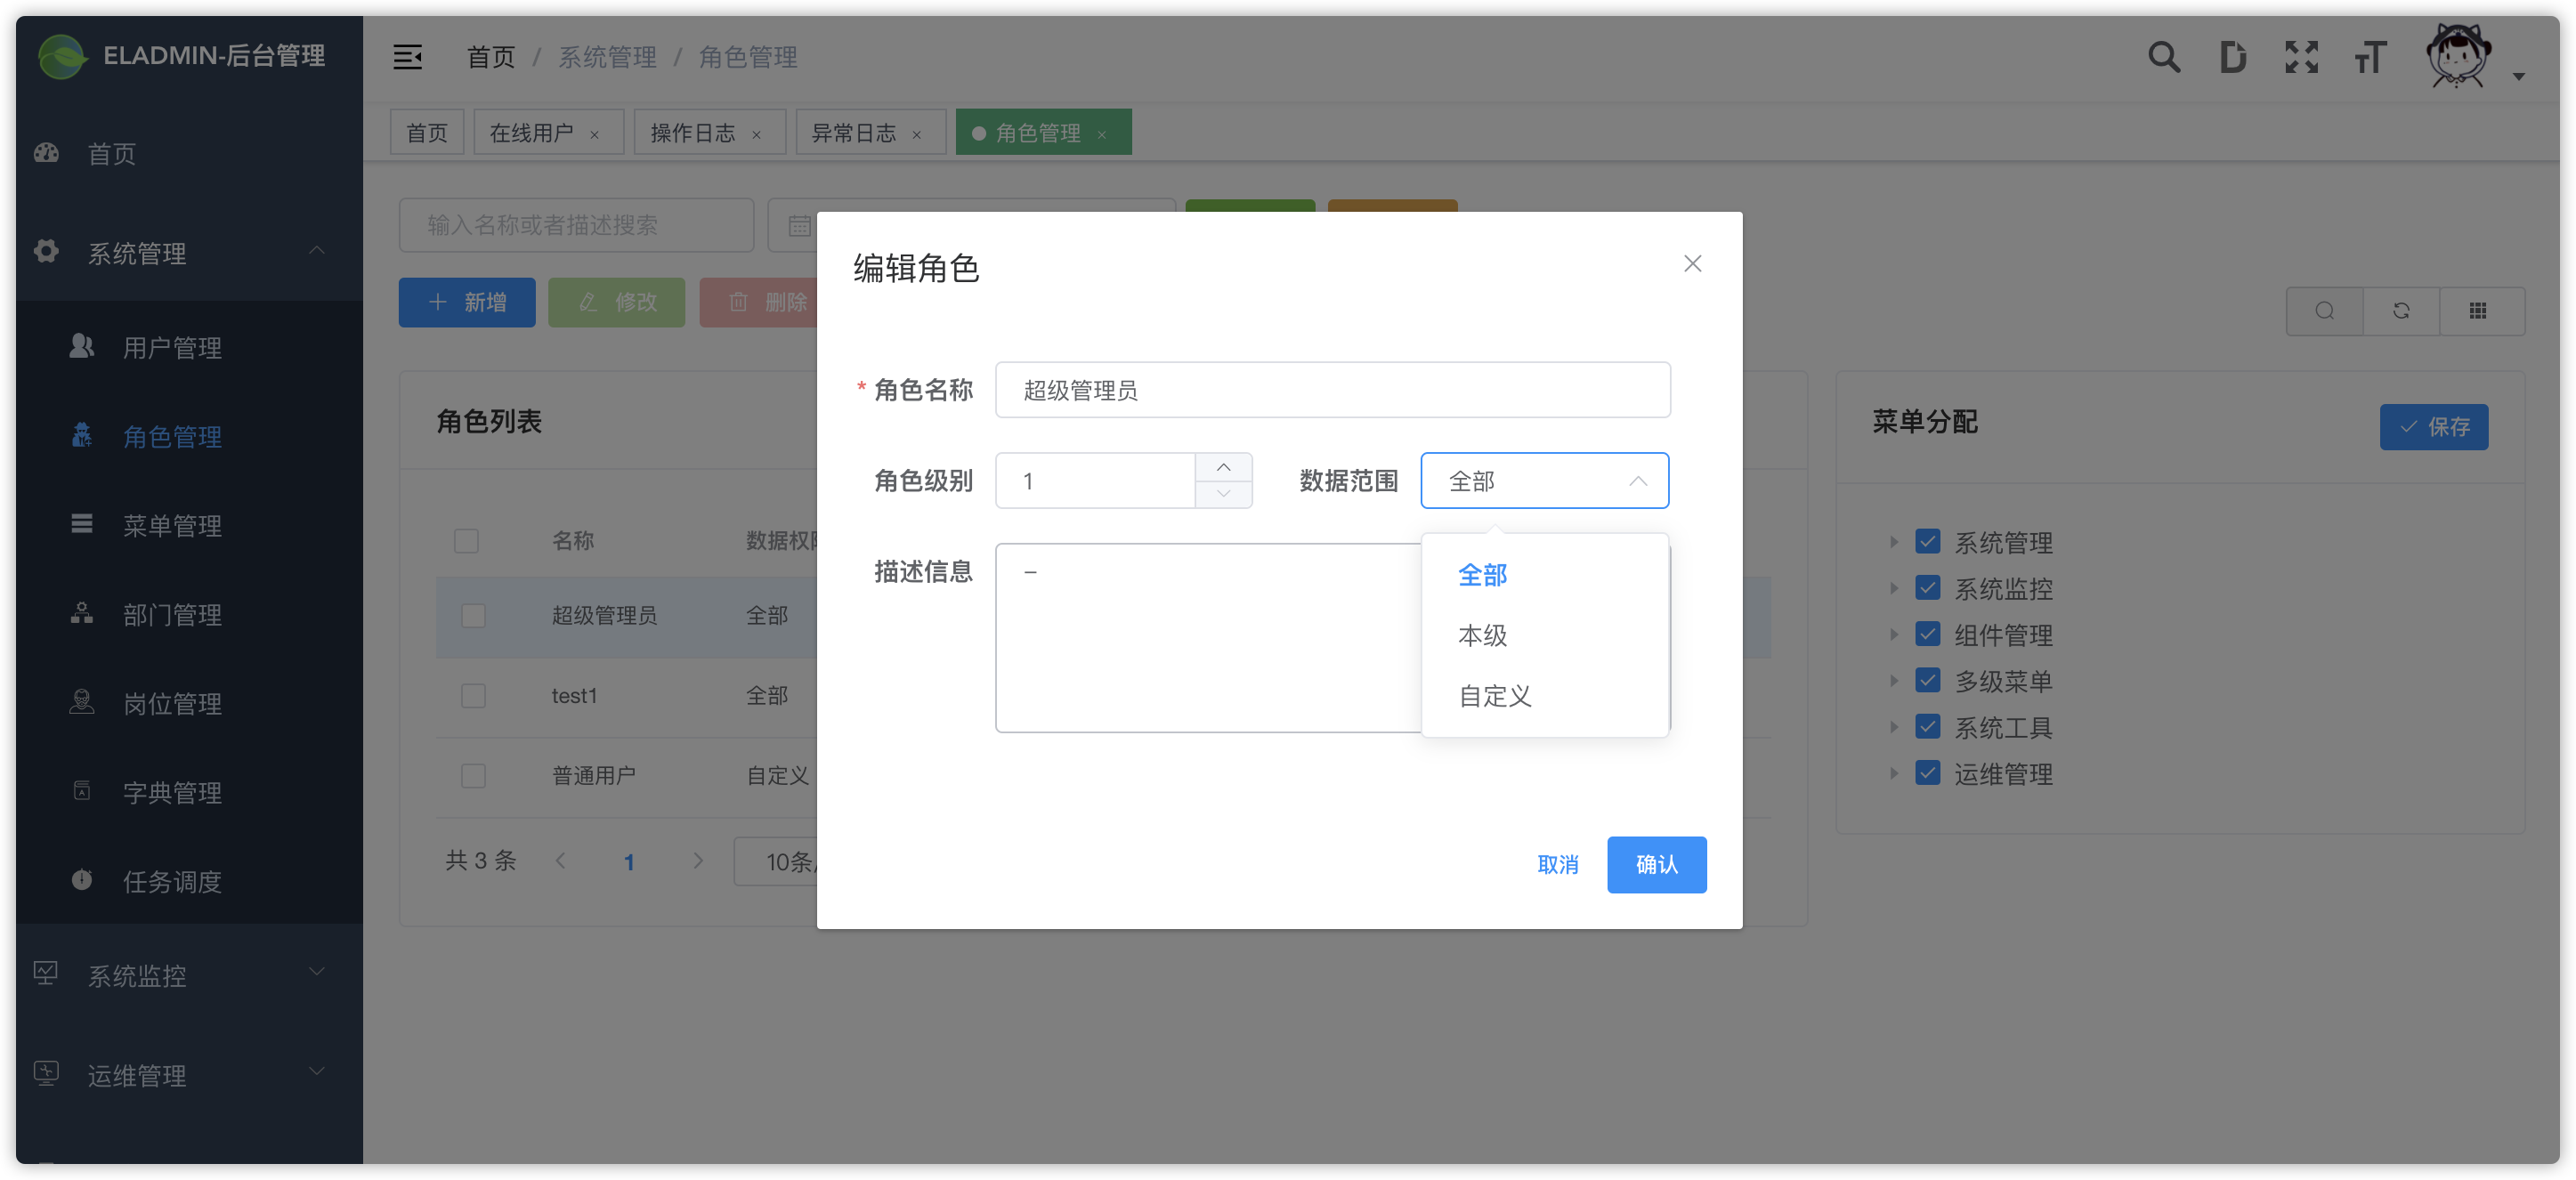 ELADMIN-后台管理
首页 / 系统管理 / 角色管理
首页
在线用户 ×
操作日志 ×
异常日志 ×
角色管理 ×
首页
系统管理
用户管理
角色管理
菜单管理
部门管理
岗位管理
字典管理
任务调度
系统监控
运维管理
输入名称或者描述搜索
新增
修改
删除
角色列表
名称 数据权
超级管理员 全部
test1 全部
普通用户 自定义
共 3 条 1 10条/
编辑角色
* 角色名称 超级管理员
角色级别 1 数据范围 全部
描述信息 –
全部
本级
自定义
取消 确认
菜单分配 保存
系统管理
系统监控
组件管理
多级菜单
系统工具
运维管理